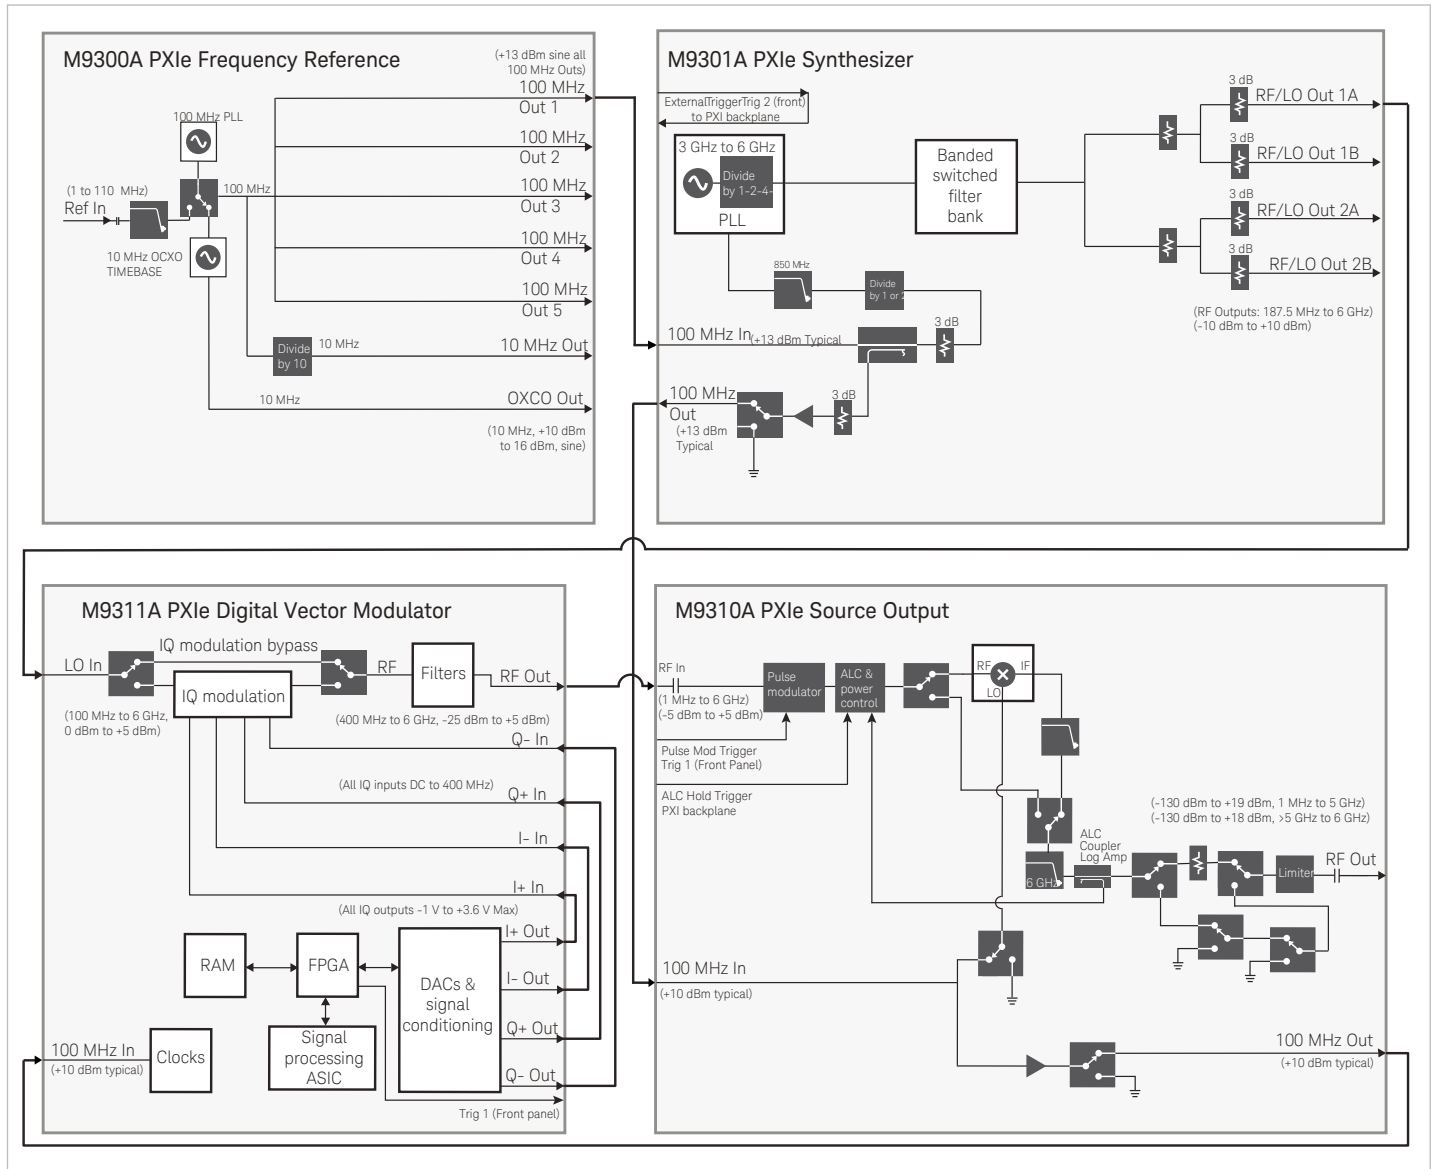 M9300A PXIe Frequency Reference
(+13 dBm sine all
100 MHz Outs)
100 MHz
Out 1
100 MHz PLL
100 MHz
Out 2
(1 to 110 MHz)
Ref In
100 MHz
100 MHz
Out 3
10 MHz OCXO
TIMEBASE
100 MHz
Out 4
100 MHz
Out 5
Divide
by 10
10 MHz
10 MHz Out
10 MHz
OXCO Out
(10 MHz, +10 dBm
to 16 dBm, sine)
M9301A PXIe Synthesizer
ExternalTriggerTrig 2 (front)
to PXI backplane
3 GHz to 6 GHz
Divide
by 1-2-4-
PLL
Banded
switched
filter
bank
3 dB
RF/LO Out 1A
3 dB
RF/LO Out 1B
3 dB
RF/LO Out 2A
3 dB
RF/LO Out 2B
(RF Outputs: 187.5 MHz to 6 GHz)
(-10 dBm to +10 dBm)
850 MHz
Divide
by 1 or
3 dB
100 MHz In
(+13 dBm Typical
100 MHz
Out
(+13 dBm
Typical
3 dB
M9311A PXIe Digital Vector Modulator
IQ modulation bypass
LO In
IQ modulation
RF
Filters
RF Out
(100 MHz to 6 GHz,
0 dBm to +5 dBm)
(400 MHz to 6 GHz, -25 dBm to +5 dBm)
Q- In
(All IQ inputs DC to 400 MHz)
Q+ In
I- In
I+ In
(All IQ outputs -1 V to +3.6 V Max)
I+ Out
RAM
FPGA
DACs &
signal
conditioning
I- Out
Q+ Out
Signal
processing
ASIC
100 MHz In
(+10 dBm typical)
Clocks
Q- Out
Trig 1 (Front panel)
M9310A PXIe Source Output
RF In
(1 MHz to 6 GHz)
(-5 dBm to +5 dBm)
Pulse
modulator
ALC &
power
control
RF
IF
LO
Pulse Mod Trigger
Trig 1 (Front Panel)
ALC Hold Trigger
PXI backplane
(-130 dBm to +19 dBm, 1 MHz to 5 GHz)
(-130 dBm to +18 dBm, >5 GHz to 6 GHz)
ALC
Coupler
Log Amp
6 GHz
Limiter
RF Out
100 MHz In
(+10 dBm typical)
100 MHz Out
(+10 dBm typical)